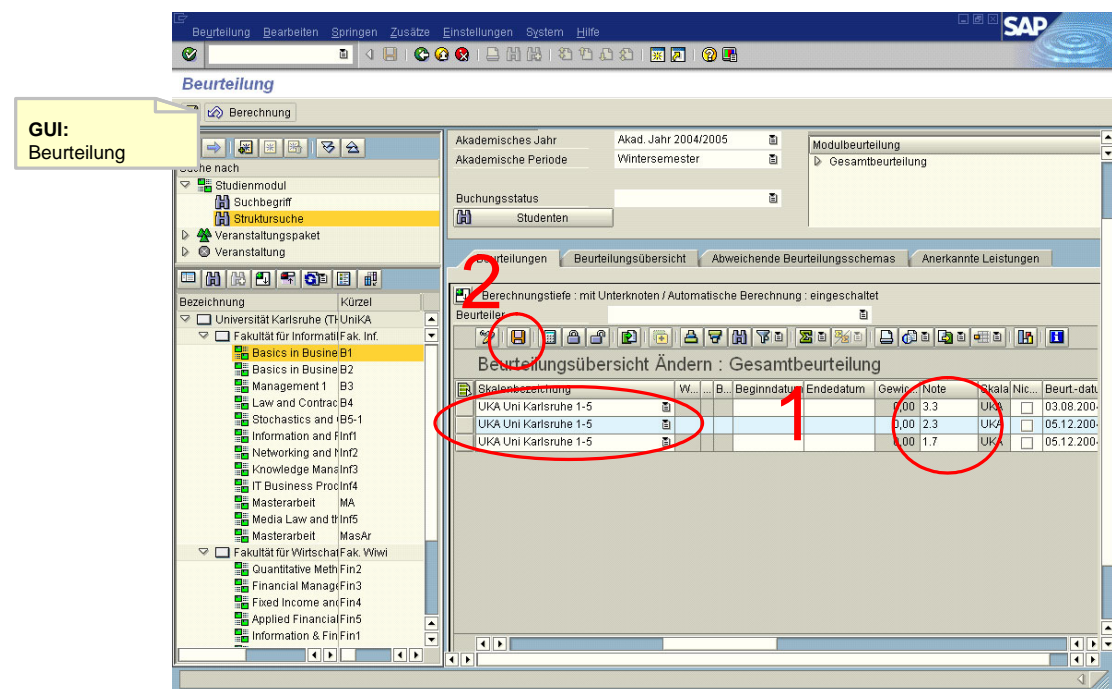 Beurteilung Bearbeiten Springen Zusätze Einstellungen System Hilfe
SAP
Beurteilung
Berechnung
GUI:
Beurteilung
nach
Studienmodul
Suchbegriff
Struktursuche
Veranstaltungspaket
Veranstaltung
Bezeichnung Kürzel
Universität Karlsruhe (TH UniKA
Fakultät für Informati Fak. Inf.
Basics in Busine B1
Basics in Busine B2
Management 1 B3
Law and Contrac B4
Stochastics and B5-1
Information and Inf1
Networking and Inf2
Knowledge Mana Inf3
IT Business Proc Inf4
Masterarbeit MA
Media Law and th Inf5
Masterarbeit MasAr
Fakultät für Wirtschaf Fak. Wiwi
Quantitative Meth Fin2
Financial Manag Fin3
Fixed Income and Fin4
Applied Financial Fin5
Information & Fin Fin1
Akademisches Jahr Akad. Jahr 2004/2005
Akademische Periode Wintersemester
Buchungsstatus
Studenten
Modulbeurteilung
Gesamtbeurteilung
2
Beurteilungen Beurteilungsübersicht Abweichende Beurteilungsschemas Anerkannte Leistungen
Berechnungstiefe : mit Unterknoten / Automatische Berechnung : eingeschaltet
Beurteiler
Beurteilungsübersicht Ändern : Gesamtbeurteilung
1
Skalenbezeichnung W... ... B... Beginndatum Endedatum Gewic... Note Skala Nic... Beurt.-datu
UKA Uni Karlsruhe 1-5 0,00 3.3 UKA 03.08.200
UKA Uni Karlsruhe 1-5 0,00 2.3 UKA 05.12.200
UKA Uni Karlsruhe 1-5 0,00 1.7 UKA 05.12.200